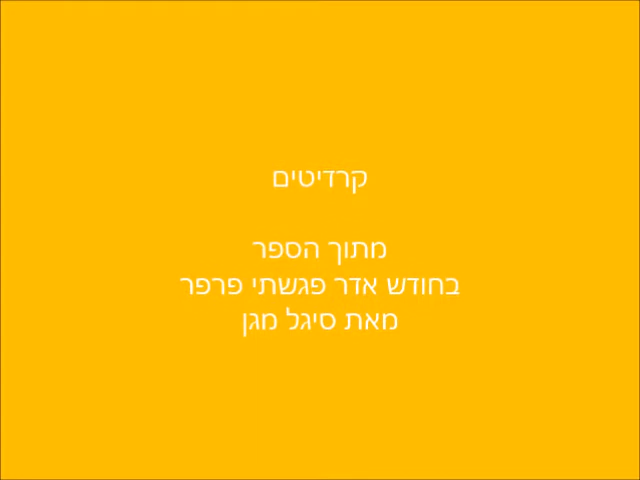 קרדיטים
מתוך הספר
בחודש אדר פגשתי פרפר
מאת סיגל מגן